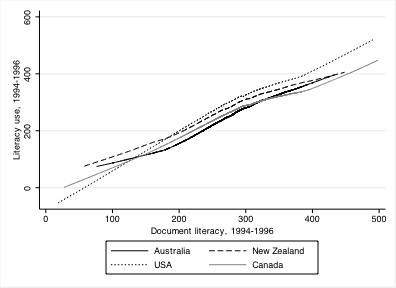 600
400
200
0
Literacy use, 1994-1996
0 100 200 300 400 500
Document literacy, 1994-1996
Australia New Zealand
USA Canada